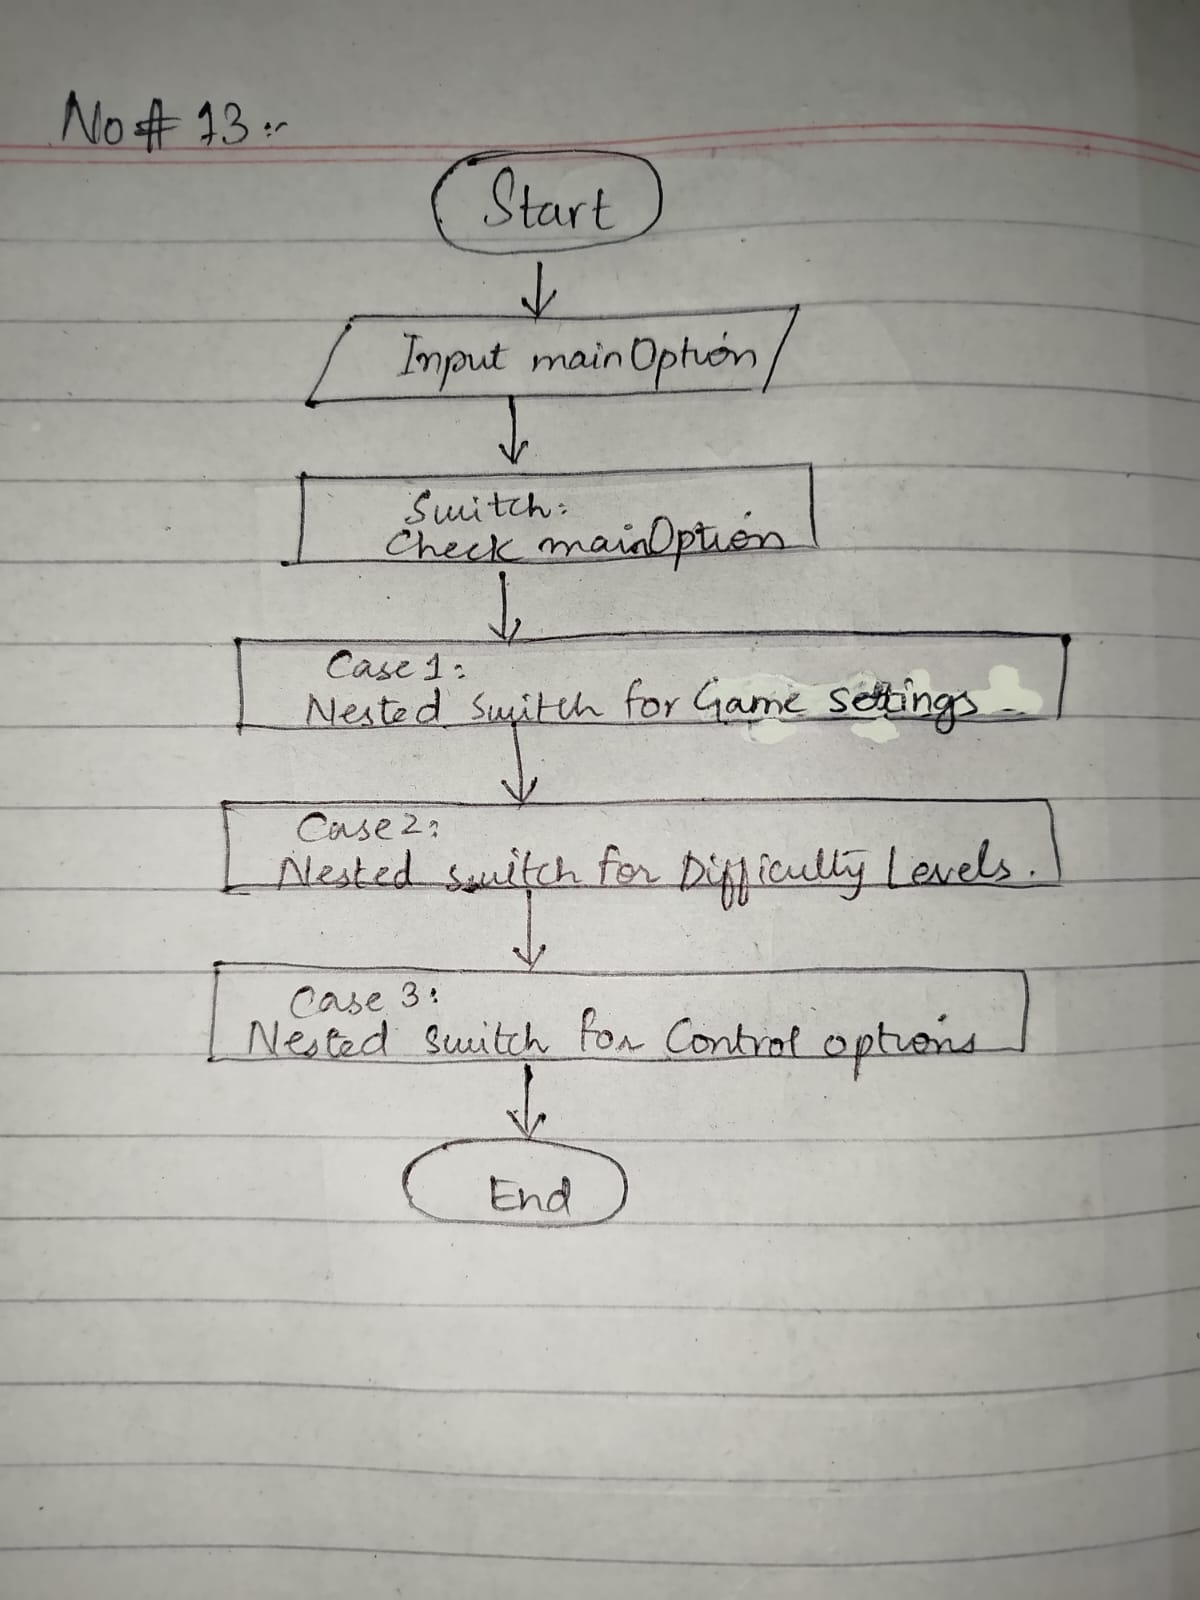 No # 13 :-
Start
Input mainOption
Switch:
Check mainOption
Case 1:
Nested Switch for Game Settings
Case 2:
Nested switch for Difficulty Levels.
Case 3:
Nested Switch for Control options
End